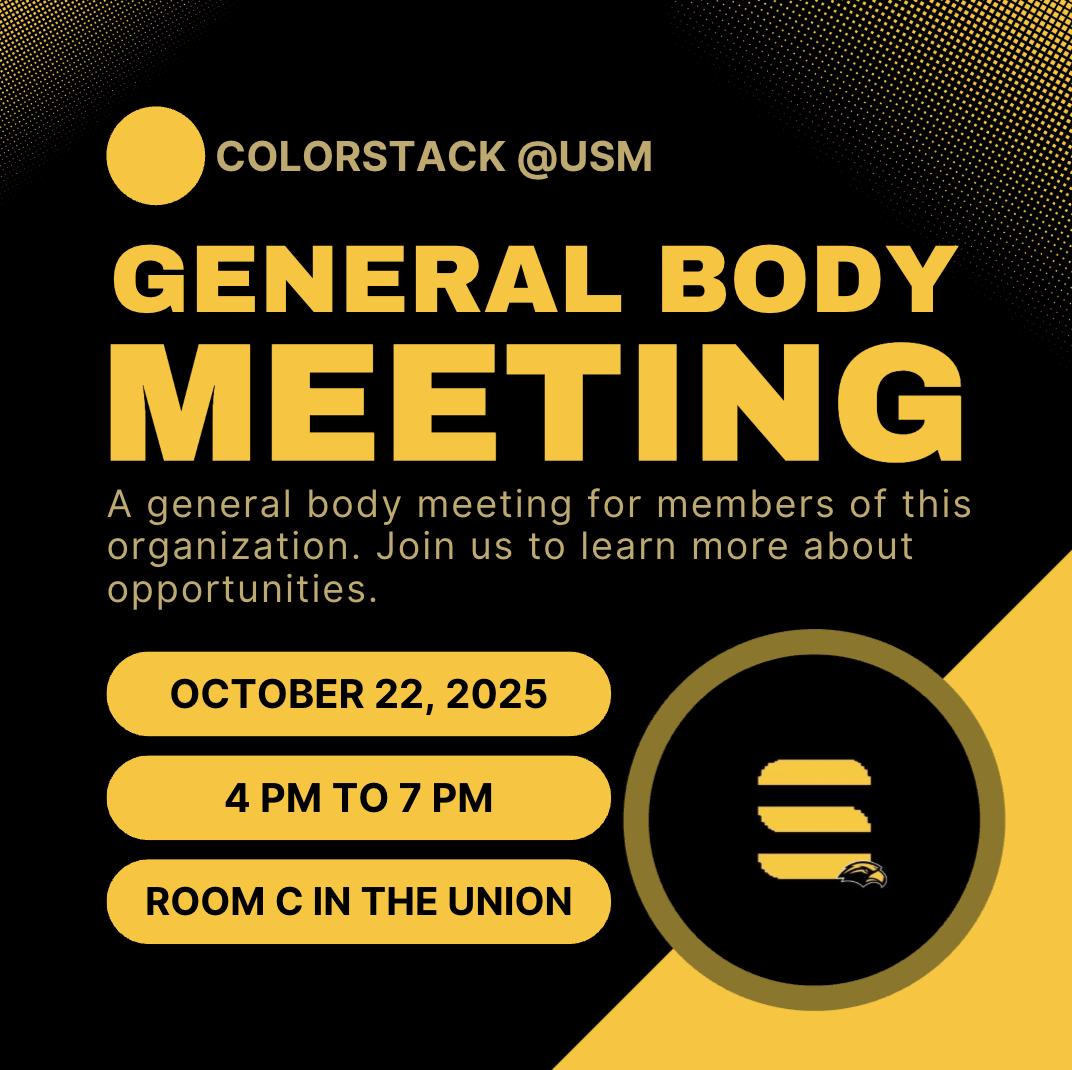 COLORSTACK @USM
GENERAL BODY
MEETING
A general body meeting for members of this
organization. Join us to learn more about
opportunities.
OCTOBER 22, 2025
4 PM TO 7 PM
ROOM C IN THE UNION